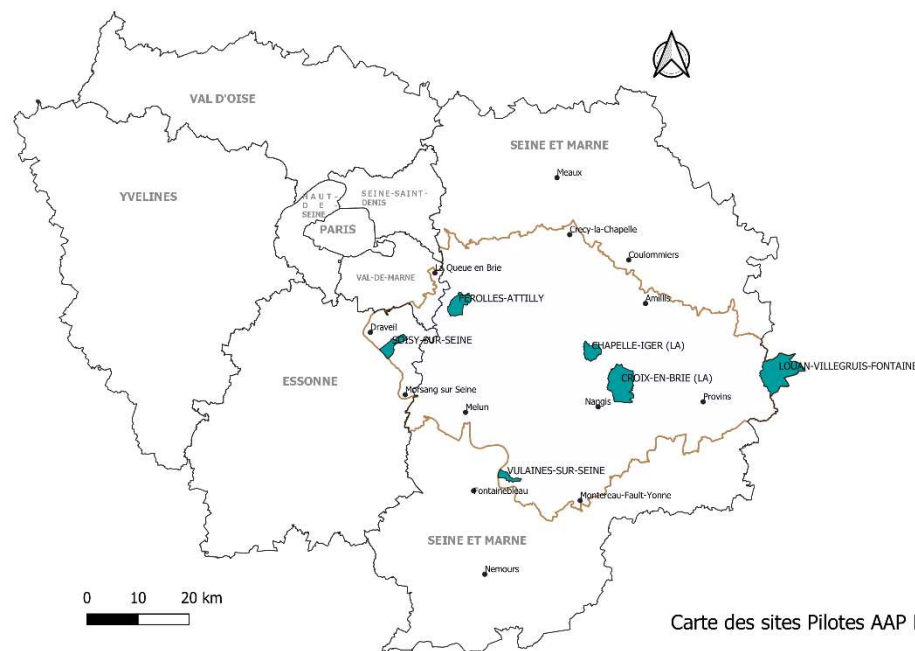 VAL D'OISE
SEINE ET MARNE
Meaux
YVELINES
HAUT-
DE-
SEINE
SEINE-SAINT-
DENIS
PARIS
Crecy-la-Chapelle
Coulommiers
VAL-DE-MARNE
La Queue en Brie
FEROLLES-ATTILLY
Amillis
Draveil
SOISY-SUR-SEINE
CHAPELLE-IGER (LA)
LOUAN-VILLEGRUIS-FONTAINE
CROIX-EN-BRIE (LA)
ESSONNE
Morsang sur Seine
Melun
Nangis
Provins
VULAINES-SUR-SEINE
Fontainebleau
Montereau-Fault-Yonne
SEINE ET MARNE
Nemours
0 10 20 km
Carte des sites Pilotes AAP